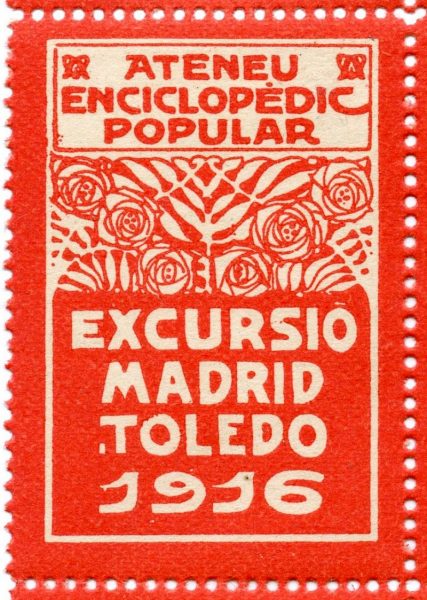 ATENEU
ENCICLOPÈDIC
POPULAR
EXCURSIÓ
MADRID
TOLEDO
1916